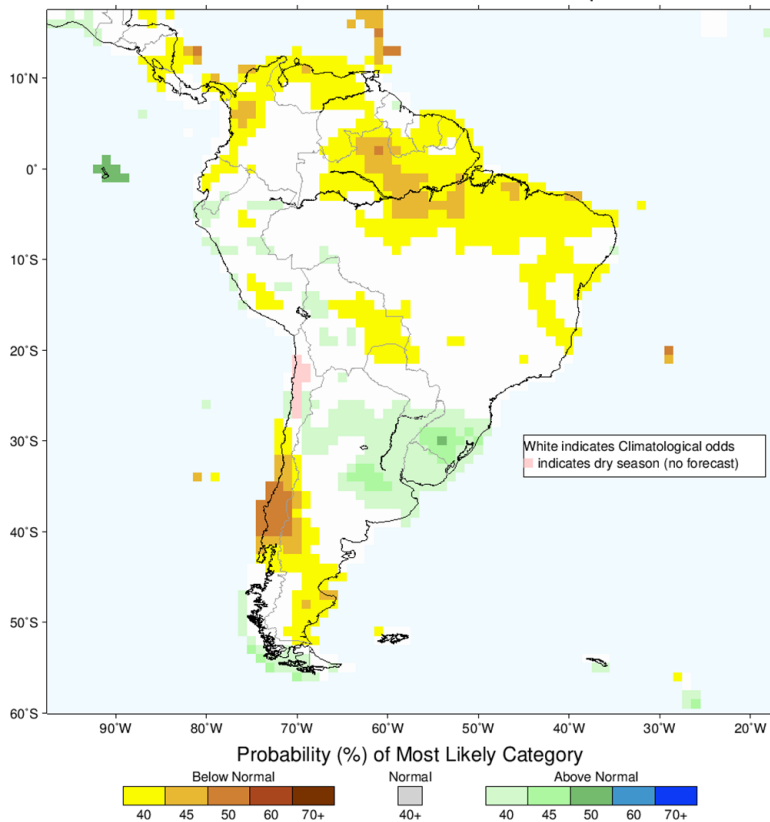 10°N
0°
10°S
20°S
30°S
40°S
50°S
60°S
White indicates Climatological odds
indicates dry season (no forecast)
90°W 80°W 70°W 60°W 50°W 40°W 30°W 20°W
Probability (%) of Most Likely Category
Below Normal Normal Above Normal
40 45 50 60 70+ 40+ 40 45 50 60 70+